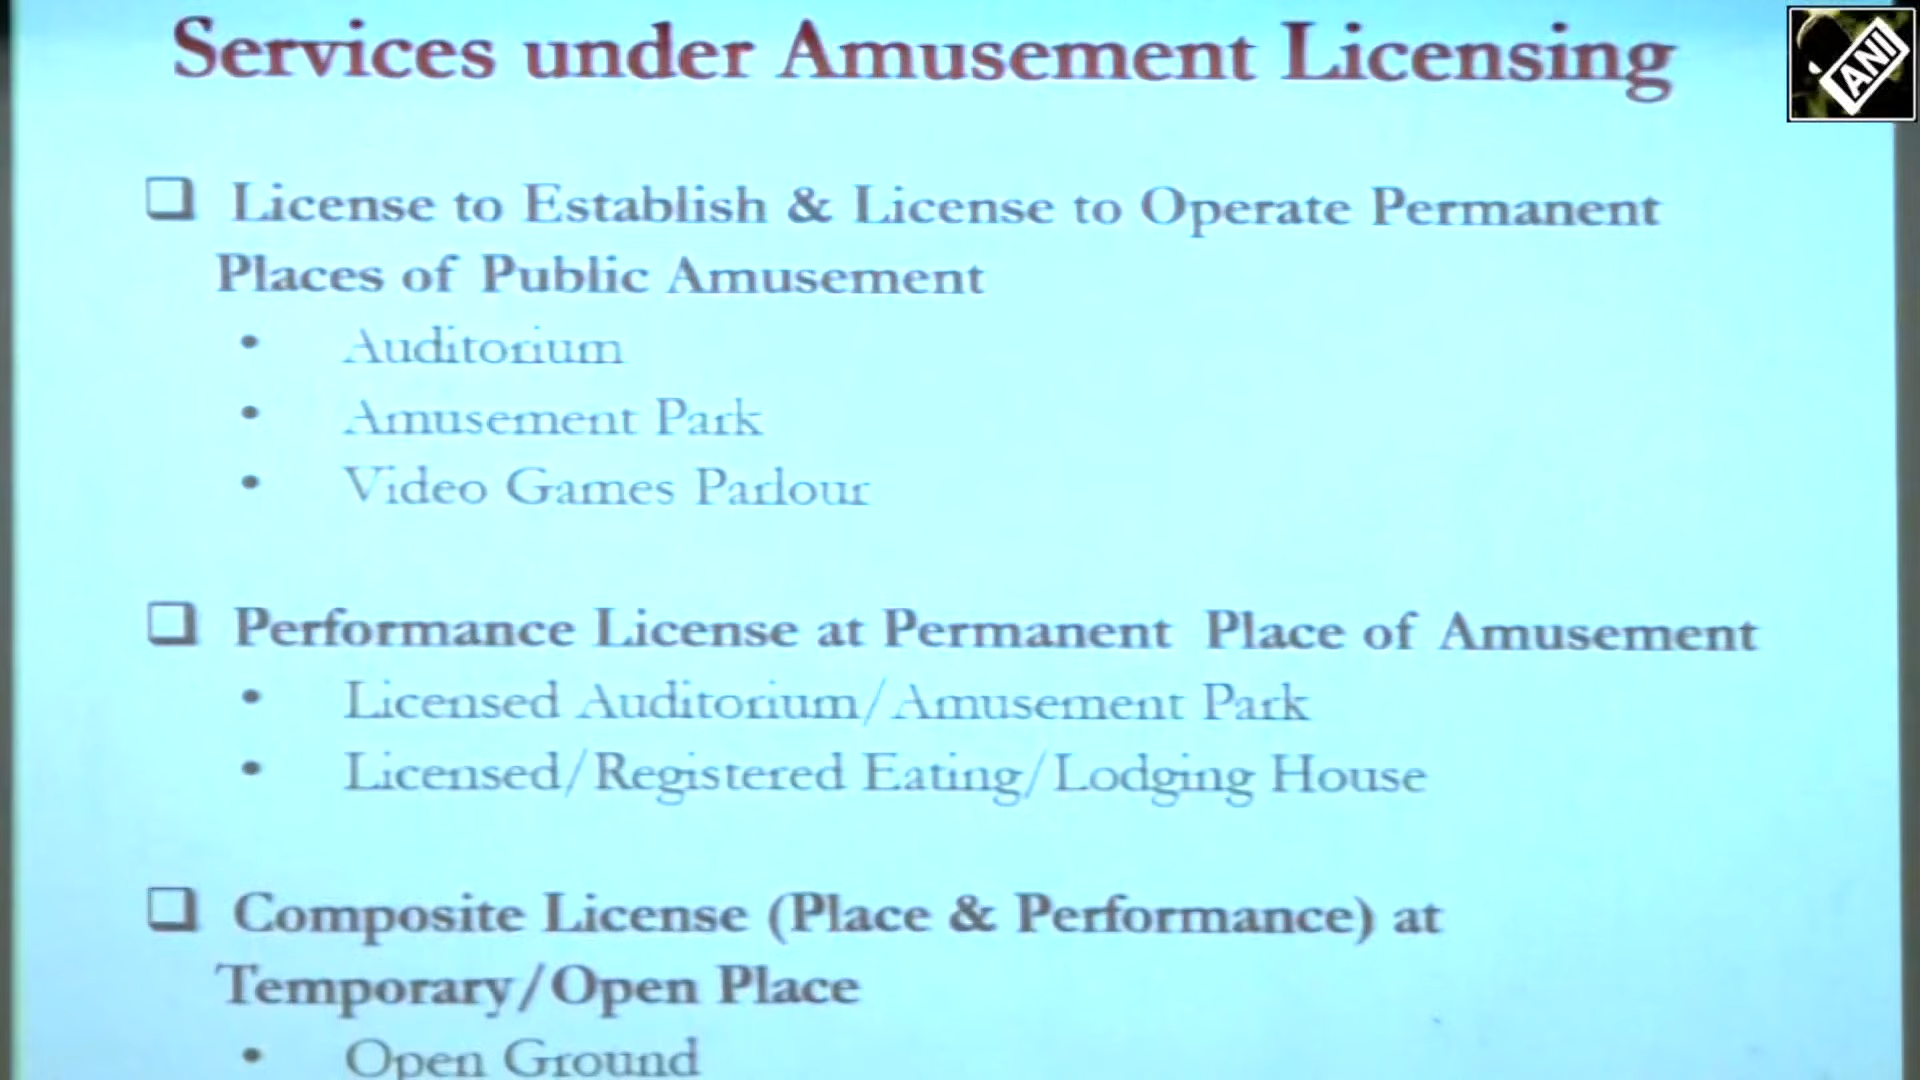 Services under Amusement Licensing
ANI
❑ License to Establish & License to Operate Permanent
Places of Public Amusement
• Auditorium
• Amusement Park
• Video Games Parlour
❑ Performance License at Permanent Place of Amusement
• Licensed Auditorium/Amusement Park
• Licensed/Registered Eating/Lodging House
❑ Composite License (Place & Performance) at
Temporary/Open Place
• Open Ground